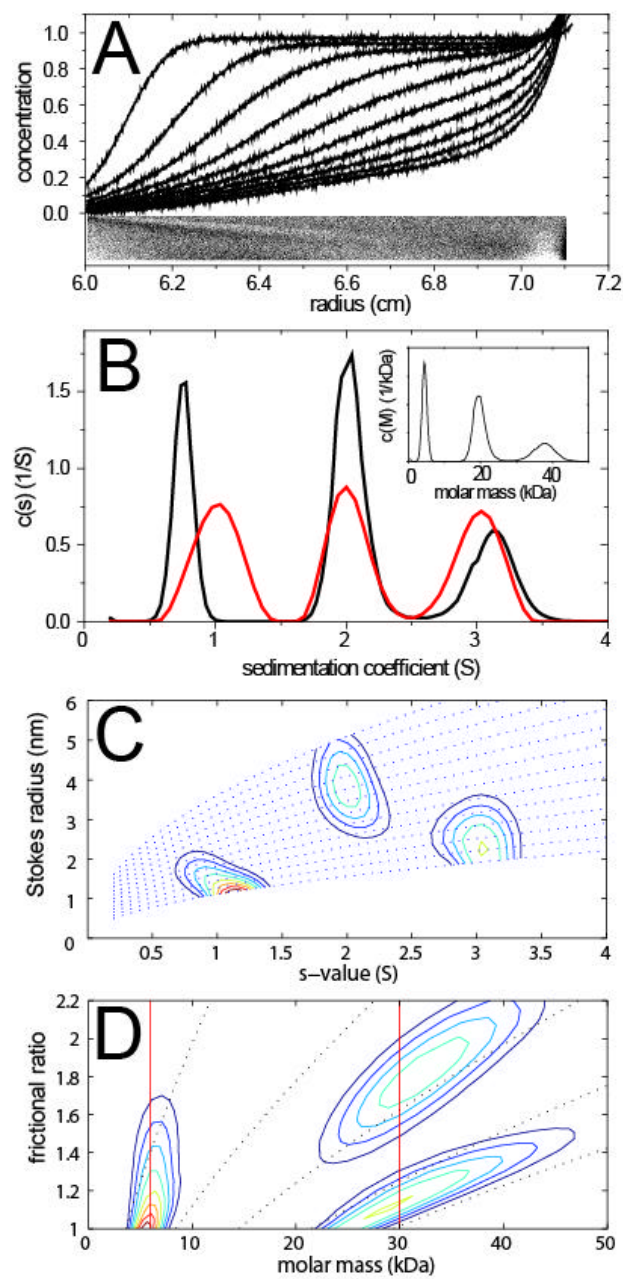 A
concentration
1.0
0.8
0.6
0.4
0.2
0.0
6.0 6.2 6.4 6.6 6.8 7.0 7.2
radius (cm)
B
c(s) (1/S)
1.5
1.0
0.5
0.0
0 1 2 3 4
sedimentation coefficient (S)
c(M) (1/kDa)
0 20 40
molar mass (kDa)
C
Stokes radius (nm)
6
5
4
3
2
1
0
0.5 1 1.5 2 2.5 3 3.5 4
s-value (S)
D
frictional ratio
2.2
2
1.8
1.6
1.4
1.2
1
0 10 20 30 40 50
molar mass (kDa)